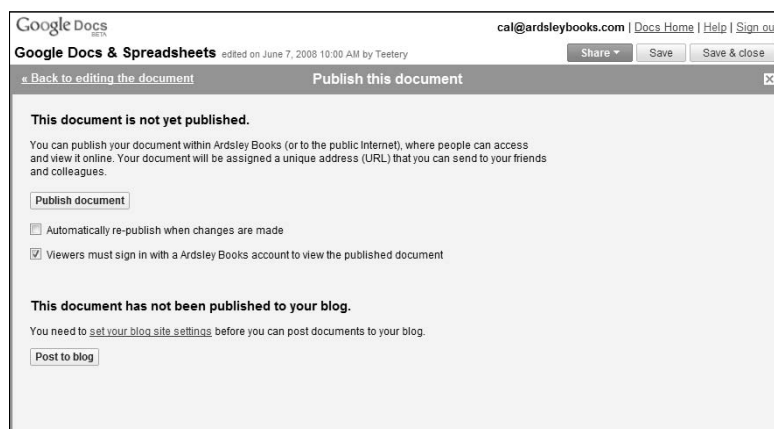 Google Docs
BETA
cal@ardsleybooks.com | Docs Home | Help | Sign ou
Google Docs & Spreadsheets edited on June 7, 2008 10:00 AM by Teetery
Share Save Save & close
« Back to editing the document Publish this document
This document is not yet published.
You can publish your document within Ardsley Books (or to the public Internet), where people can access
and view it online. Your document will be assigned a unique address (URL) that you can send to your friends
and colleagues.
Publish document
Automatically re-publish when changes are made
Viewers must sign in with a Ardsley Books account to view the published document
This document has not been published to your blog.
You need to set your blog site settings before you can post documents to your blog.
Post to blog